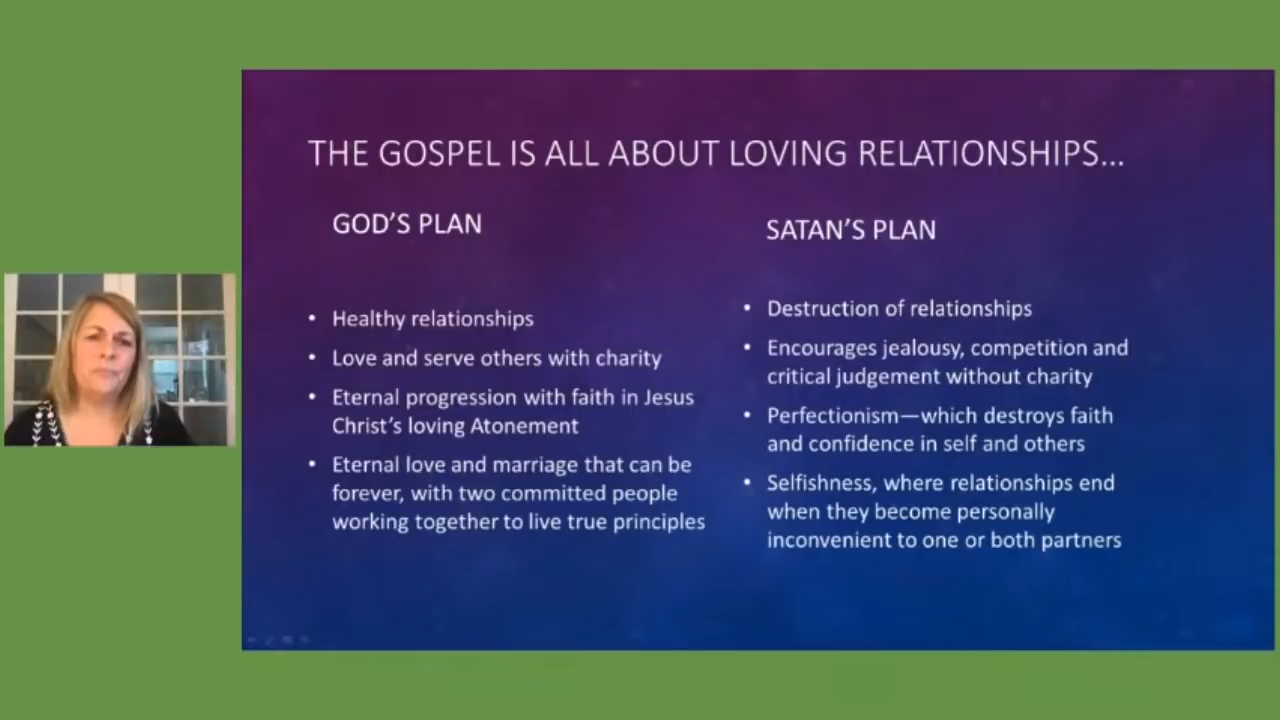 THE GOSPEL IS ALL ABOUT LOVING RELATIONSHIPS...
GOD'S PLAN
• Healthy relationships
• Love and serve others with charity
• Eternal progression with faith in Jesus
Christ's loving Atonement
• Eternal love and marriage that can be
forever, with two committed people
working together to live true principles
SATAN'S PLAN
• Destruction of relationships
• Encourages jealousy, competition and
critical judgement without charity
• Perfectionism—which destroys faith
and confidence in self and others
• Selfishness, where relationships end
when they become personally
inconvenient to one or both partners